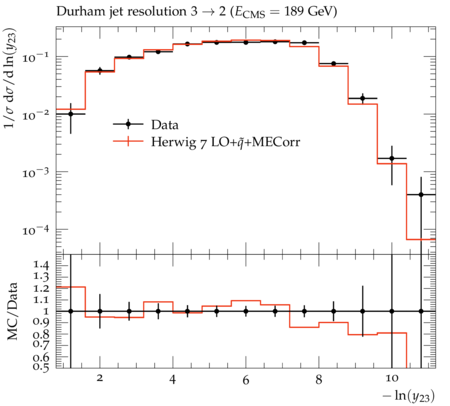 Durham jet resolution 3 → 2 (E_CMS = 189 GeV)
1/σ dσ/d ln(y₂₃)
10⁻¹
10⁻²
10⁻³
10⁻⁴
Data
Herwig 7 LO+q̃+MECorr
MC/Data
1.4
1.3
1.2
1.1
1
0.9
0.8
0.7
0.6
0.5
2 4 6 8 10
− ln(y₂₃)